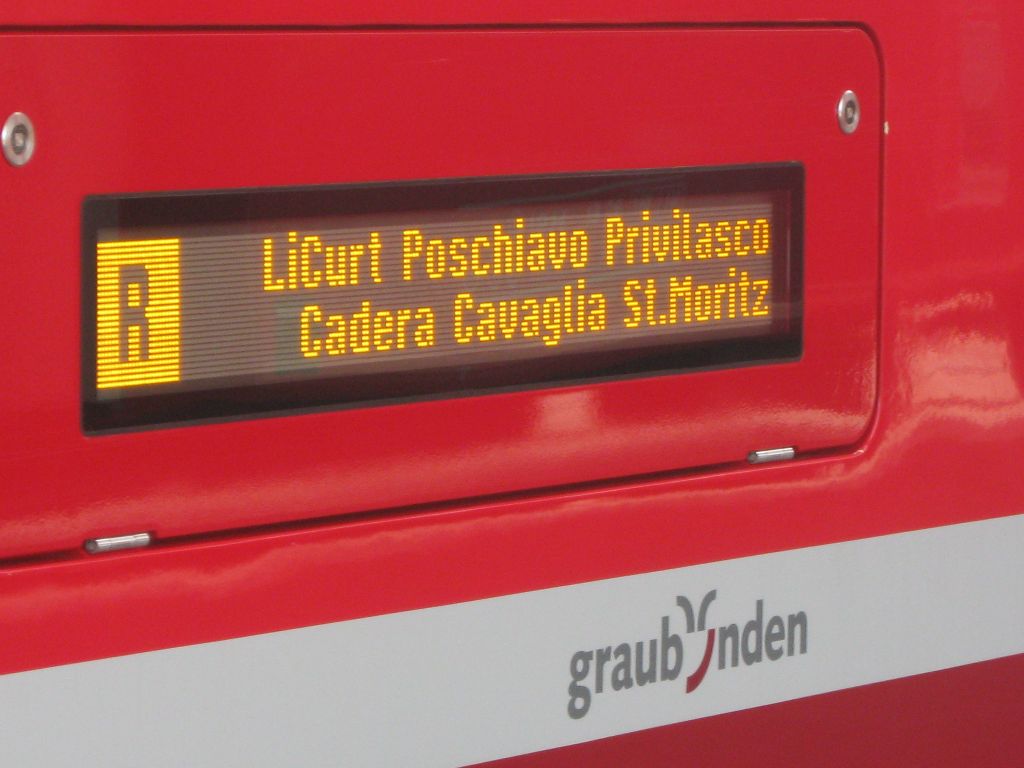 R
LiCurt Poschiavo Privilasco
Cadera Cavaglia St.Moritz
graubünden